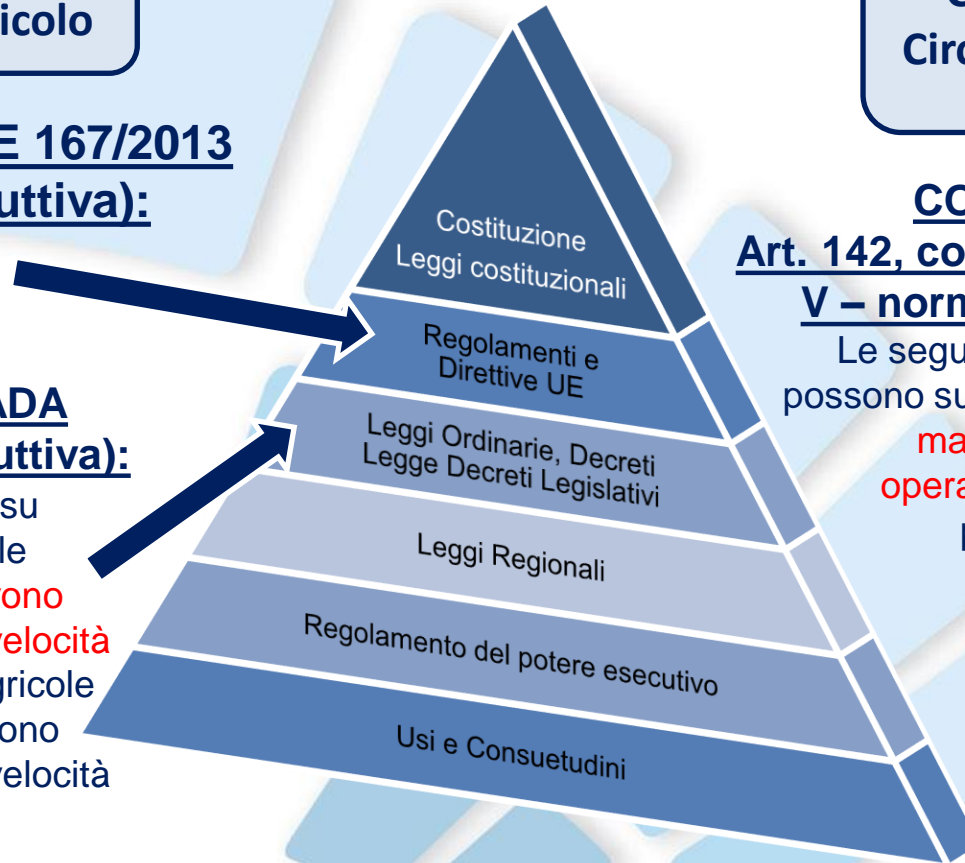 icolo
E 167/2013
uttiva):
ADA
uttiva):
su
le
ono
velocità
gricole
ono
velocità
Costituzione
Leggi costituzionali
Regolamenti e
Direttive UE
Leggi Ordinarie, Decreti
Legge Decreti Legislativi
Leggi Regionali
Regolamento del potere esecutivo
Usi e Consuetudini
Circ
CO
Art. 142, co
V – norm
Le segu
possono su
ma
opera